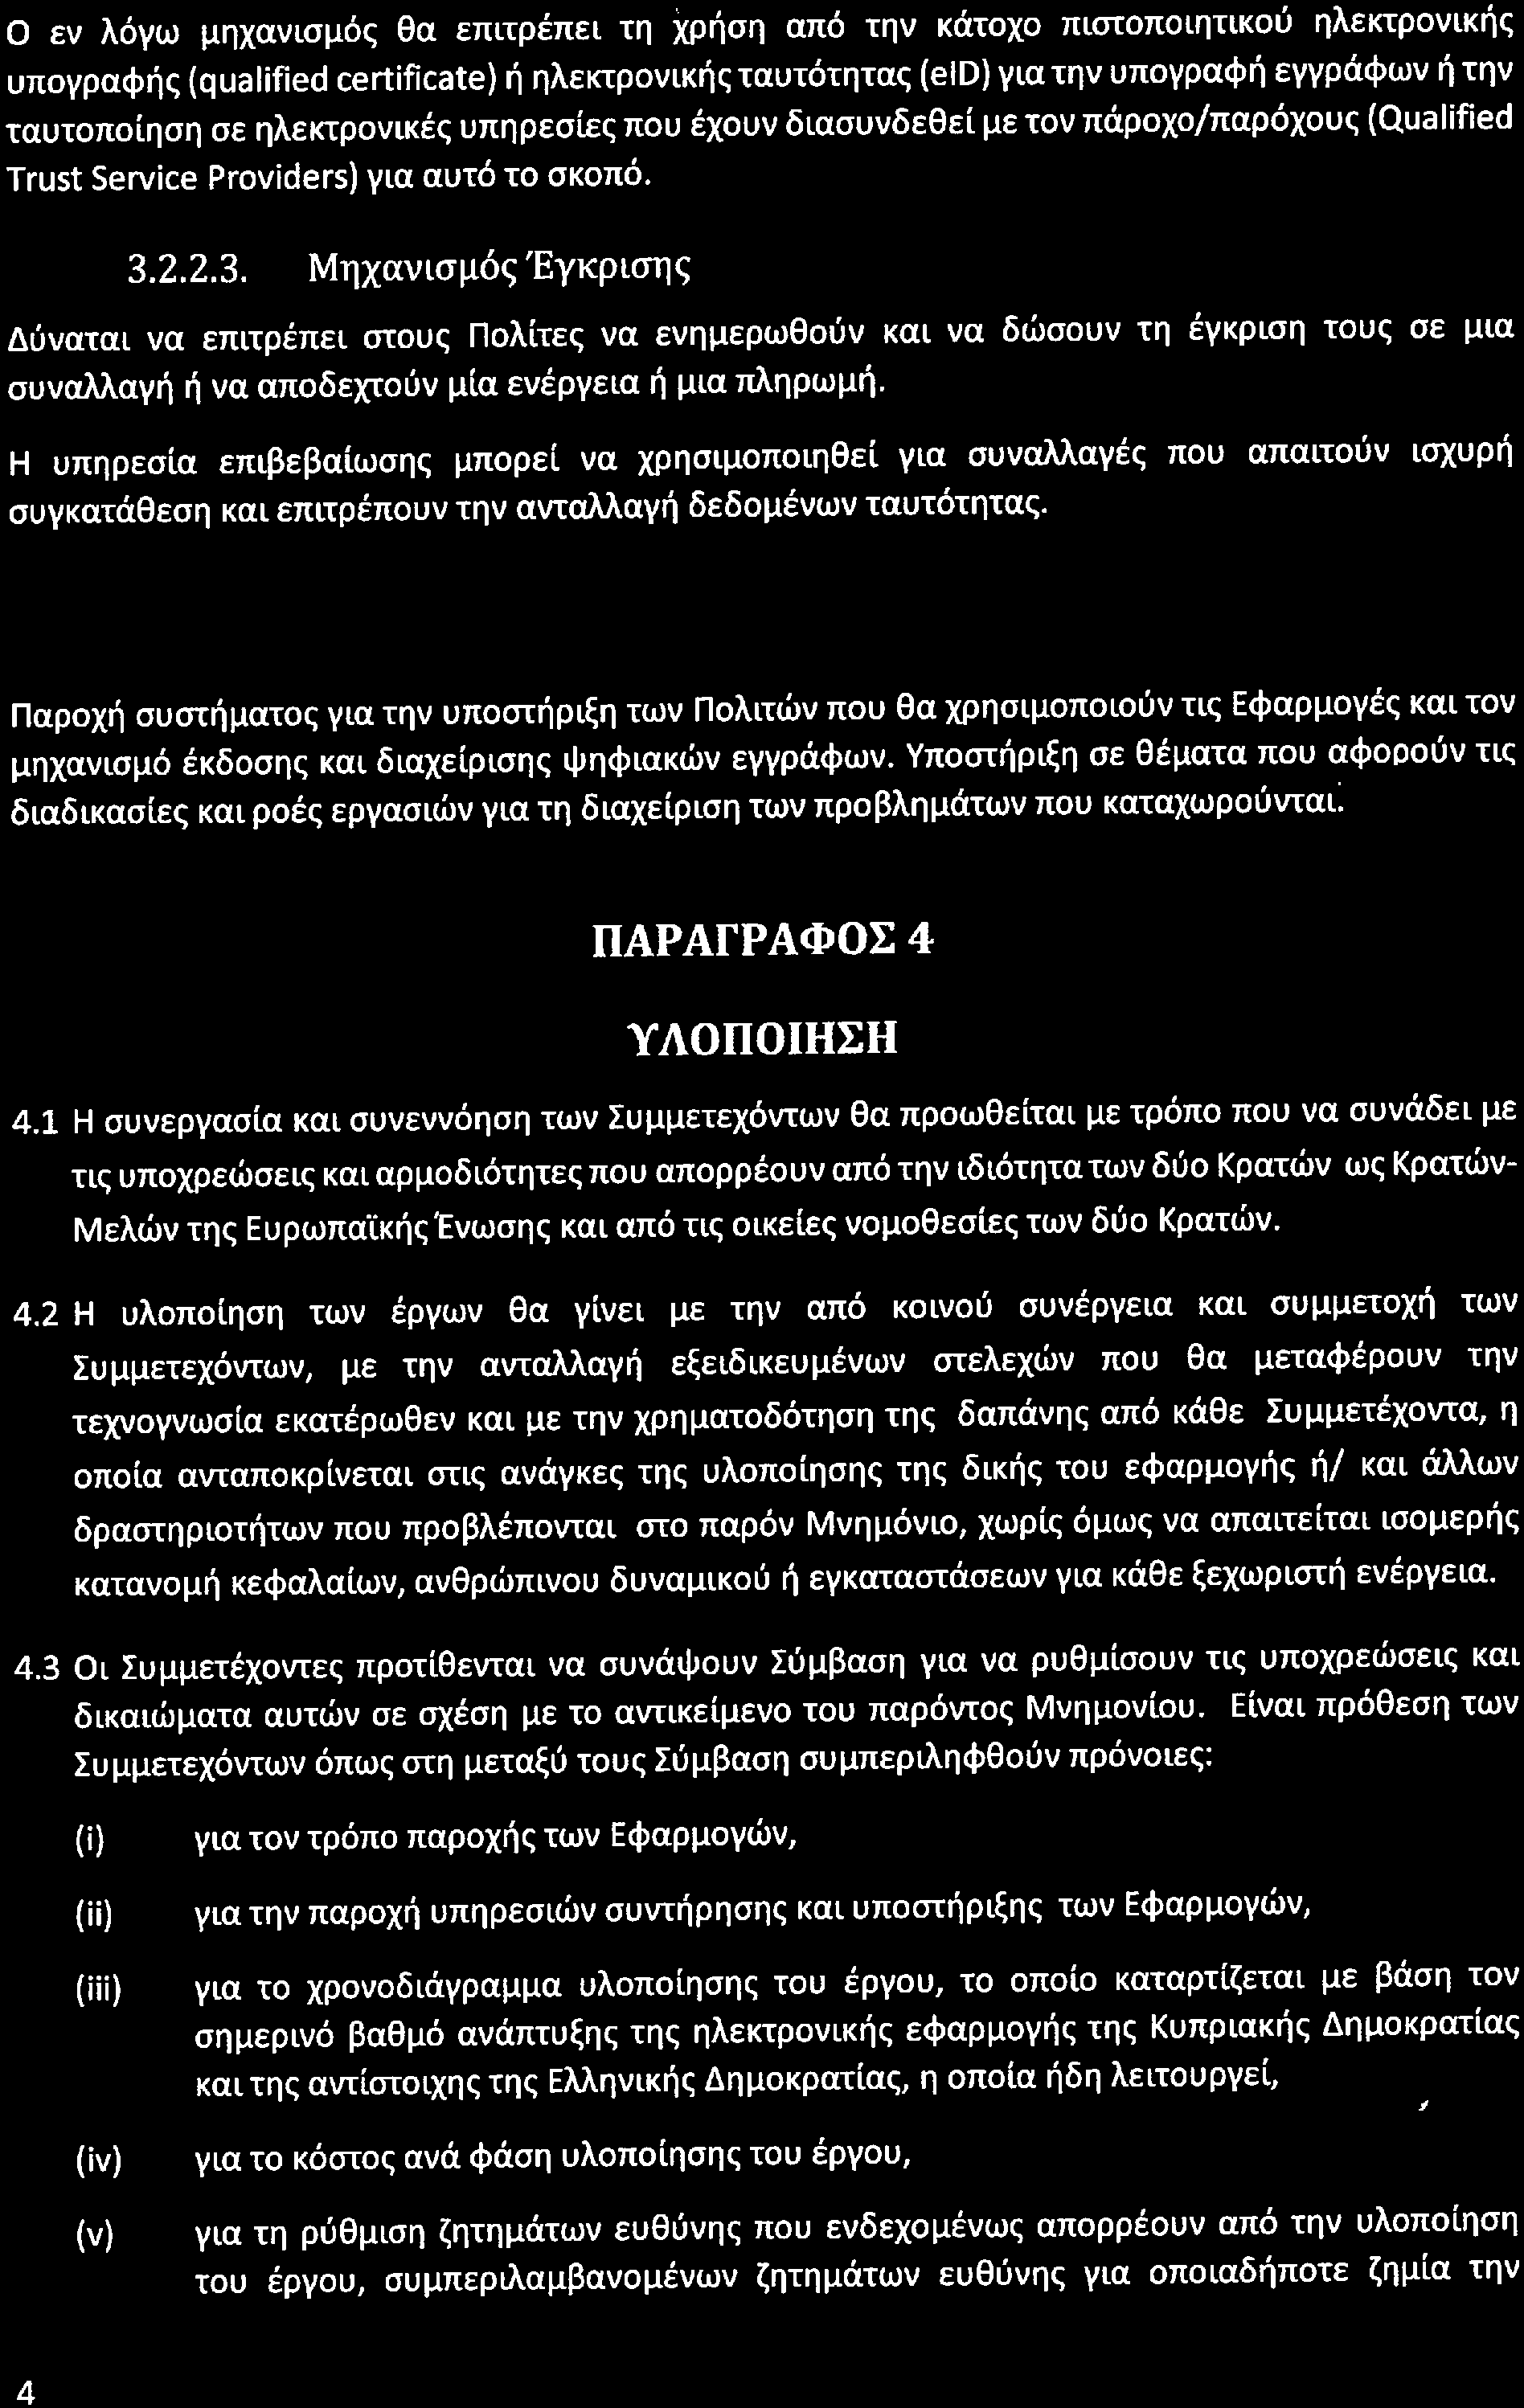 Ο εν λόγω μηχανισμός θα επιτρέπει τη χρήση από την κάτοχο πιστοποιητικού ηλεκτρονικής
υπογραφής (qualified certificate) ή ηλεκτρονικής ταυτότητας (eID) για την υπογραφή εγγράφων ή την
ταυτοποίηση σε ηλεκτρονικές υπηρεσίες που έχουν διασυνδεθεί με τον πάροχο/παρόχους (Qualified
Trust Service Providers) για αυτό το σκοπό.
3.2.2.3. Μηχανισμός Έγκρισης
Δύναται να επιτρέπει στους Πολίτες να ενημερωθούν και να δώσουν τη έγκριση τους σε μια
συναλλαγή ή να αποδεχτούν μία ενέργεια ή μια πληρωμή.
Η υπηρεσία επιβεβαίωσης μπορεί να χρησιμοποιηθεί για συναλλαγές που απαιτούν ισχυρή
συγκατάθεση και επιτρέπουν την ανταλλαγή δεδομένων ταυτότητας.
Παροχή συστήματος για την υποστήριξη των Πολιτών που θα χρησιμοποιούν τις Εφαρμογές και τον
μηχανισμό έκδοσης και διαχείρισης ψηφιακών εγγράφων. Υποστήριξη σε θέματα που αφορούν τις
διαδικασίες και ροές εργασιών για τη διαχείριση των προβλημάτων που καταχωρούνται.
ΠΑΡΑΓΡΑΦΟΣ 4
ΥΛΟΠΟΙΗΣΗ
4.1 Η συνεργασία και συνεννόηση των Συμμετεχόντων θα προωθείται με τρόπο που να συνάδει με
τις υποχρεώσεις και αρμοδιότητες που απορρέουν από την ιδιότητα των δύο Κρατών ως Κρατών-
Μελών της Ευρωπαϊκής Ένωσης και από τις οικείες νομοθεσίες των δύο Κρατών.
4.2 Η υλοποίηση των έργων θα γίνει με την από κοινού συνέργεια και συμμετοχή των
Συμμετεχόντων, με την ανταλλαγή εξειδικευμένων στελεχών που θα μεταφέρουν την
τεχνογνωσία εκατέρωθεν και με την χρηματοδότηση της δαπάνης από κάθε Συμμετέχοντα, η
οποία ανταποκρίνεται στις ανάγκες της υλοποίησης της δικής του εφαρμογής ή/ και άλλων
δραστηριοτήτων που προβλέπονται στο παρόν Μνημόνιο, χωρίς όμως να απαιτείται ισομερής
κατανομή κεφαλαίων, ανθρώπινου δυναμικού ή εγκαταστάσεων για κάθε ξεχωριστή ενέργεια.
4.3 Οι Συμμετέχοντες προτίθενται να συνάψουν Σύμβαση για να ρυθμίσουν τις υποχρεώσεις και
δικαιώματα αυτών σε σχέση με το αντικείμενο του παρόντος Μνημονίου. Είναι πρόθεση των
Συμμετεχόντων όπως στη μεταξύ τους Σύμβαση συμπεριληφθούν πρόνοιες:
(i) για τον τρόπο παροχής των Εφαρμογών,
(ii) για την παροχή υπηρεσιών συντήρησης και υποστήριξης των Εφαρμογών,
(iii) για το χρονοδιάγραμμα υλοποίησης του έργου, το οποίο καταρτίζεται με βάση τον
σημερινό βαθμό ανάπτυξης της ηλεκτρονικής εφαρμογής της Κυπριακής Δημοκρατίας
και της αντίστοιχης της Ελληνικής Δημοκρατίας, η οποία ήδη λειτουργεί,
(iv) για το κόστος ανά φάση υλοποίησης του έργου,
(v) για τη ρύθμιση ζητημάτων ευθύνης που ενδεχομένως απορρέουν από την υλοποίηση
του έργου, συμπεριλαμβανομένων ζητημάτων ευθύνης για οποιαδήποτε ζημία την
4